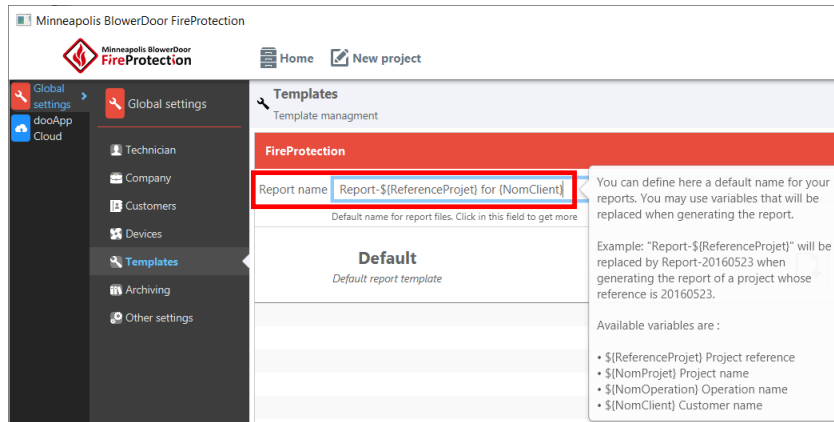 Minneapolis BlowerDoor FireProtection
Minneapolis BlowerDoor
FireProtection
Home
New project
Global settings
dooApp Cloud
Global settings
Technician
Company
Customers
Devices
Templates
Archiving
Other settings
Templates
Template managment
FireProtection
Report name
Report-${ReferenceProjet} for {NomClient}
Default name for report files. Click in this field to get more
Default
Default report template
You can define here a default name for your
reports. You may use variables that will be
replaced when generating the report.
Example: "Report-${ReferenceProjet}" will be
replaced by Report-20160523 when
generating the report of a project whose
reference is 20160523.
Available variables are :
• ${ReferenceProjet} Project reference
• ${NomProjet} Project name
• ${NomOperation} Operation name
• ${NomClient} Customer name